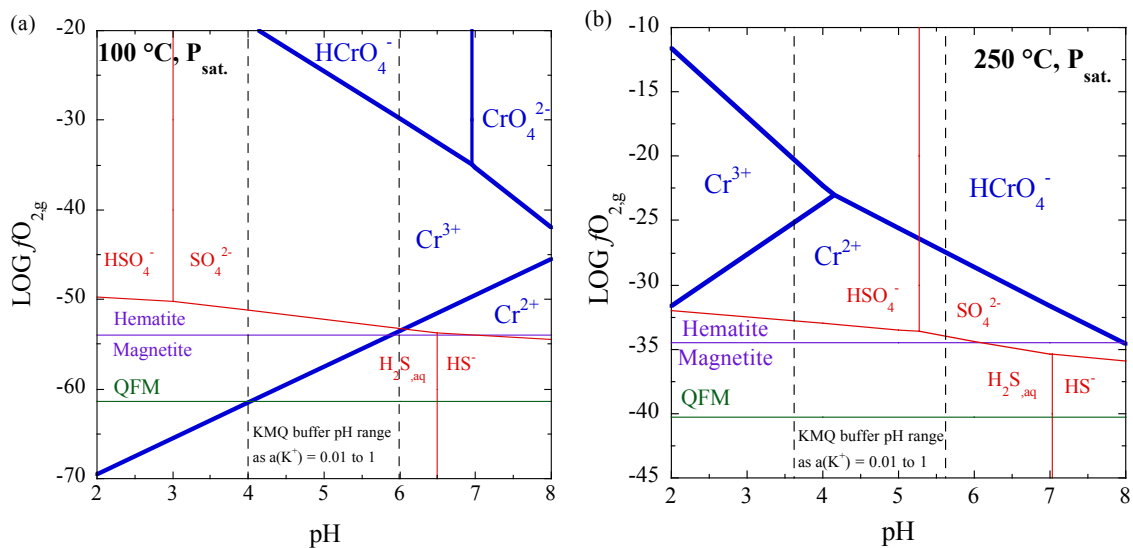 (a)
100 °C, P_sat.
HCrO₄⁻
CrO₄²⁻
Cr³⁺
HSO₄⁻
SO₄²⁻
Cr²⁺
Hematite
Magnetite
H₂S,aq
HS⁻
QFM
KMQ buffer pH range
as a(K⁺) = 0.01 to 1
-20
-30
-40
-50
-60
-70
LOG fO₂,g
2 3 4 5 6 7 8
pH
(b)
250 °C, P_sat.
Cr³⁺
HCrO₄⁻
Cr²⁺
HSO₄⁻
SO₄²⁻
Hematite
Magnetite
H₂S,aq
HS⁻
QFM
KMQ buffer pH range
as a(K⁺) = 0.01 to 1
-10
-15
-20
-25
-30
-35
-40
-45
LOG fO₂,g
2 3 4 5 6 7 8
pH